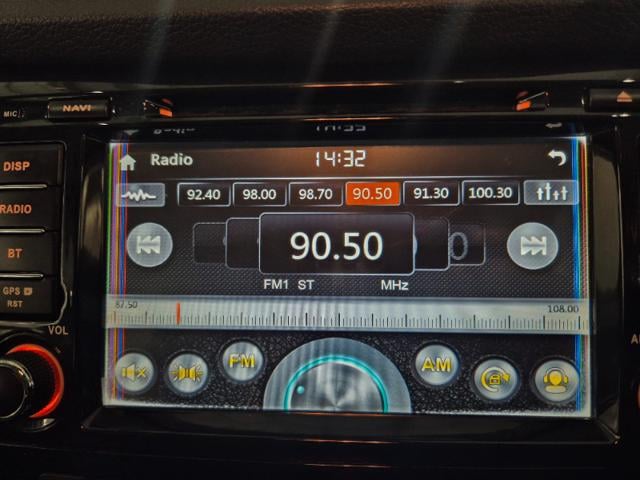 MIC
NAVI
Radio 14:32
DISP
92.40 98.00 98.70 90.50 91.30 100.30
RADIO
90.50
BT
FM1 ST MHz
GPS
RST
87.50 108.00
VOL
FM AM